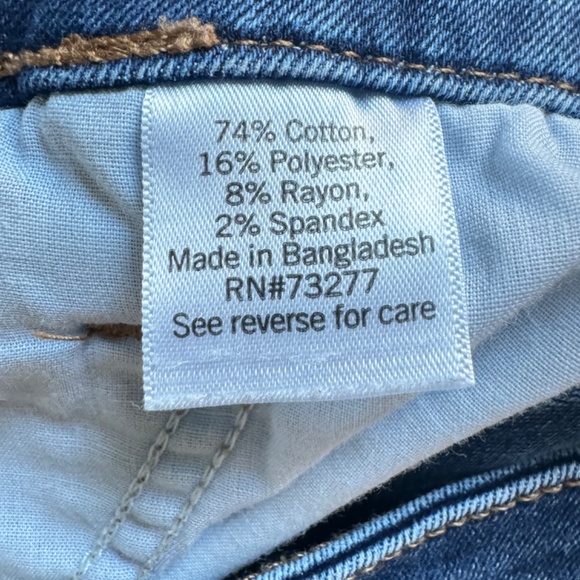 74% Cotton,
16% Polyester,
8% Rayon,
2% Spandex
Made in Bangladesh
RN#73277
See reverse for care